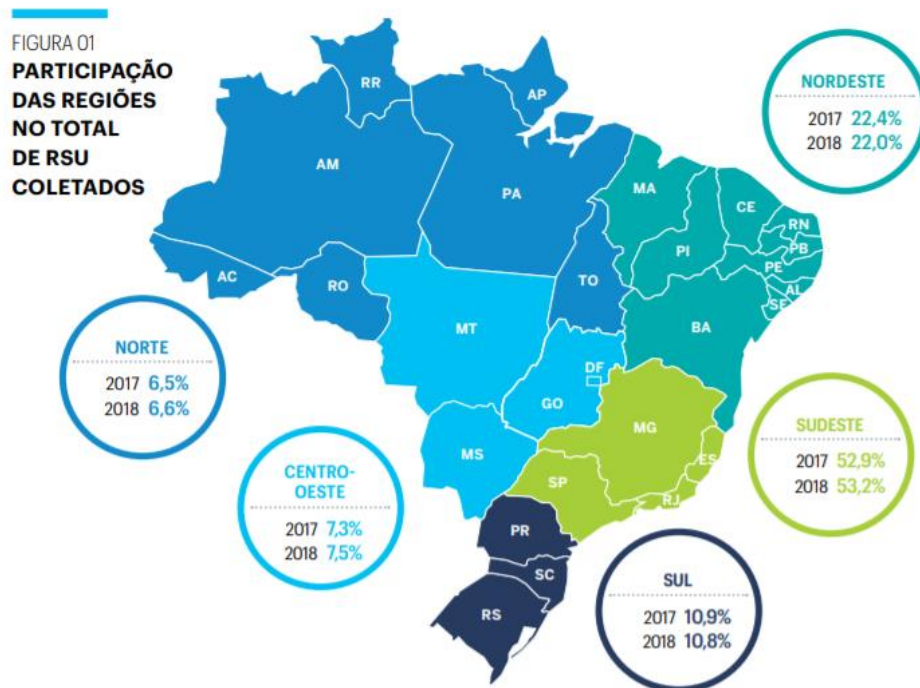 FIGURA 01
PARTICIPAÇÃO
DAS REGIÕES
NO TOTAL
DE RSU
COLETADOS
RR
AP
AM
PA
MA
CE
RN
PB
PE
AL
SE
PI
AC
RO
TO
BA
MT
DF
GO
MG
ES
MS
SP
RJ
PR
SC
RS
NORDESTE
2017 22,4%
2018 22,0%
NORTE
2017 6,5%
2018 6,6%
SUDESTE
2017 52,9%
2018 53,2%
CENTRO-
OESTE
2017 7,3%
2018 7,5%
SUL
2017 10,9%
2018 10,8%